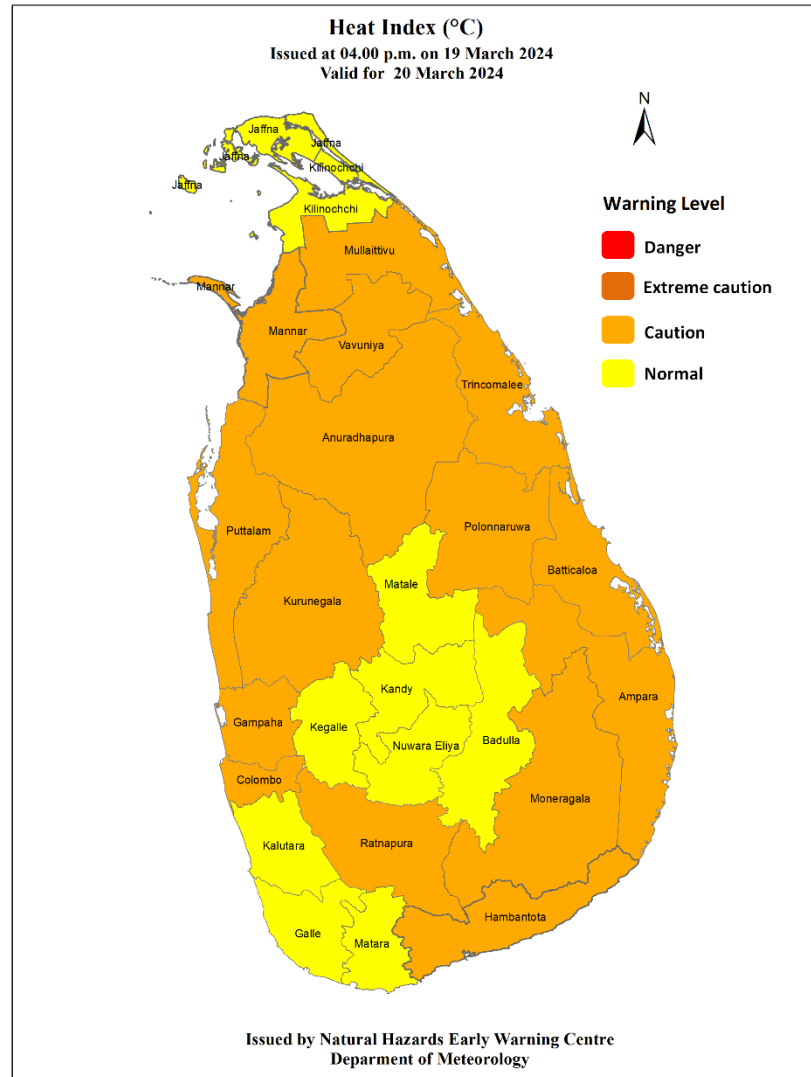 Heat Index (°C)
Issued at 04.00 p.m. on 19 March 2024
Valid for 20 March 2024
N
Jaffna
Jaffna
Jaffna
Kilinochchi
Jaffna
Kilinochchi
Warning Level
Danger
Extreme caution
Caution
Normal
Mullaittivu
Mannar
Mannar
Vavuniya
Trincomalee
Anuradhapura
Puttalam
Polonnaruwa
Batticaloa
Matale
Kurunegala
Kandy
Ampara
Gampaha
Kegalle
Nuwara Eliya
Badulla
Colombo
Moneragala
Kalutara
Ratnapura
Hambantota
Galle
Matara
Issued by Natural Hazards Early Warning Centre
Deparment of Meteorology